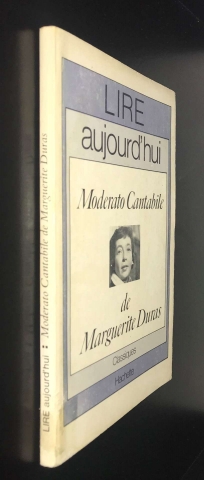 LIRE
aujourd'hui
Moderato Cantabile
de
Marguerite Duras
Classiques
Hachette
LIRE aujourd'hui : Moderato Cantabile de Marguerite Duras